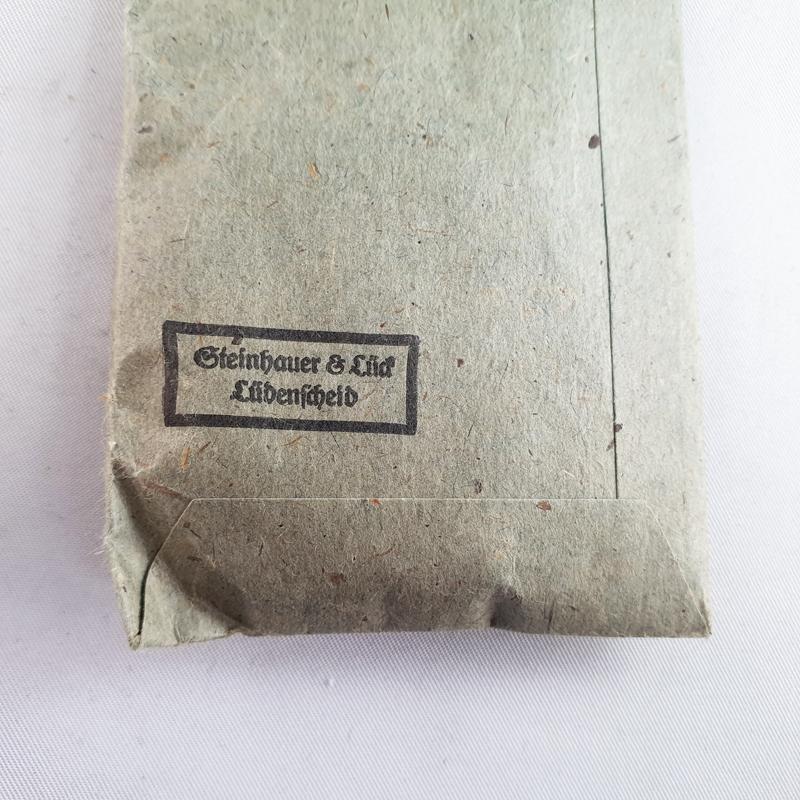 Steinhauer & Lück
Lüdenscheid